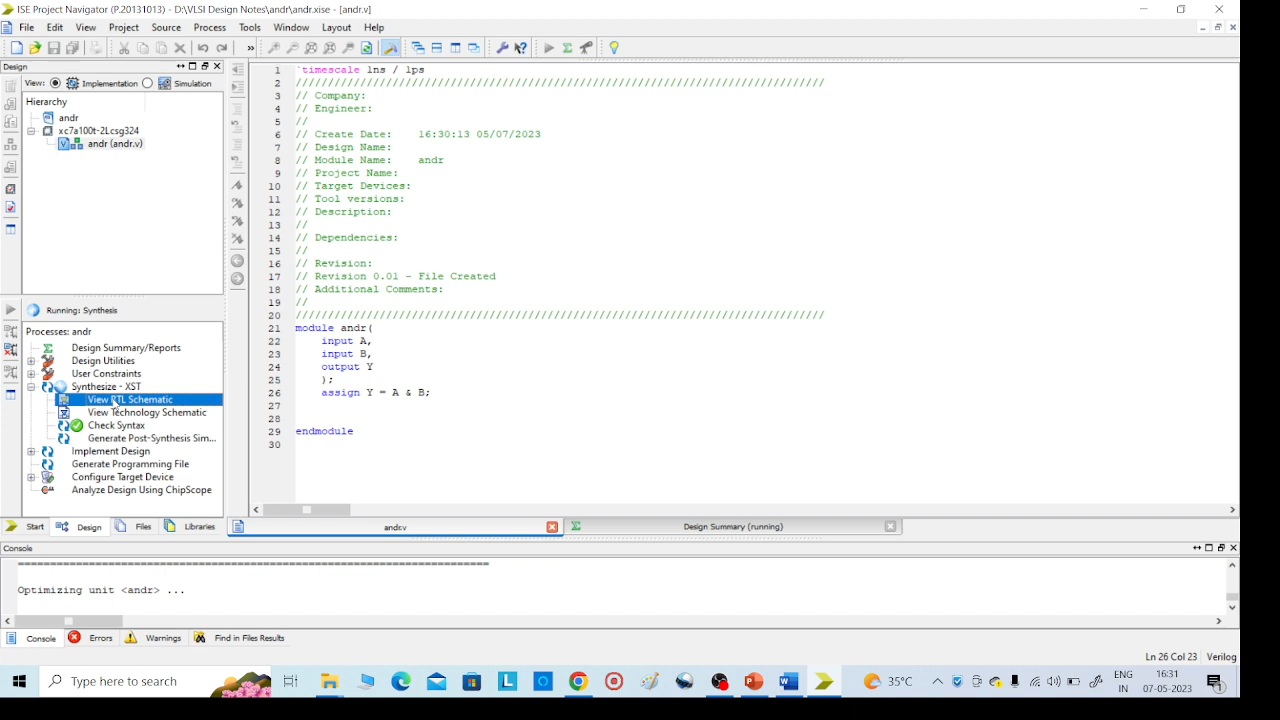 ISE Project Navigator (P.20131013) - D:\VLSI Design Notes\andr\andr.xise - [andr.v]
File Edit View Project Source Process Tools Window Layout Help
Design
View: Implementation Simulation
Hierarchy
andr
xc7a100t-2Lcsg324
andr (andr.v)
Running: Synthesis
Processes: andr
Design Summary/Reports
Design Utilities
User Constraints
Synthesize - XST
View RTL Schematic
View Technology Schematic
Check Syntax
Generate Post-Synthesis Sim...
Implement Design
Generate Programming File
Configure Target Device
Analyze Design Using ChipScope
Start Design Files Libraries
1 `timescale 1ns / 1ps
2 //////////////////////////////////////////////////////////////////////////////////
3 // Company:
4 // Engineer:
5 //
6 // Create Date: 16:30:13 05/07/2023
7 // Design Name:
8 // Module Name: andr
9 // Project Name:
10 // Target Devices:
11 // Tool versions:
12 // Description:
13 //
14 // Dependencies:
15 //
16 // Revision:
17 // Revision 0.01 - File Created
18 // Additional Comments:
19 //
20 //////////////////////////////////////////////////////////////////////////////////
21 module andr(
22 input A,
23 input B,
24 output Y
25 );
26 assign Y = A & B;
27
28
29 endmodule
30
andr.v Design Summary (running)
Console
=========================================================================
Optimizing unit <andr> ...
Console Errors Warnings Find in Files Results
Ln 26 Col 23 Verilog
Type here to search
35°C
ENG
IN
16:31
07-05-2023
1